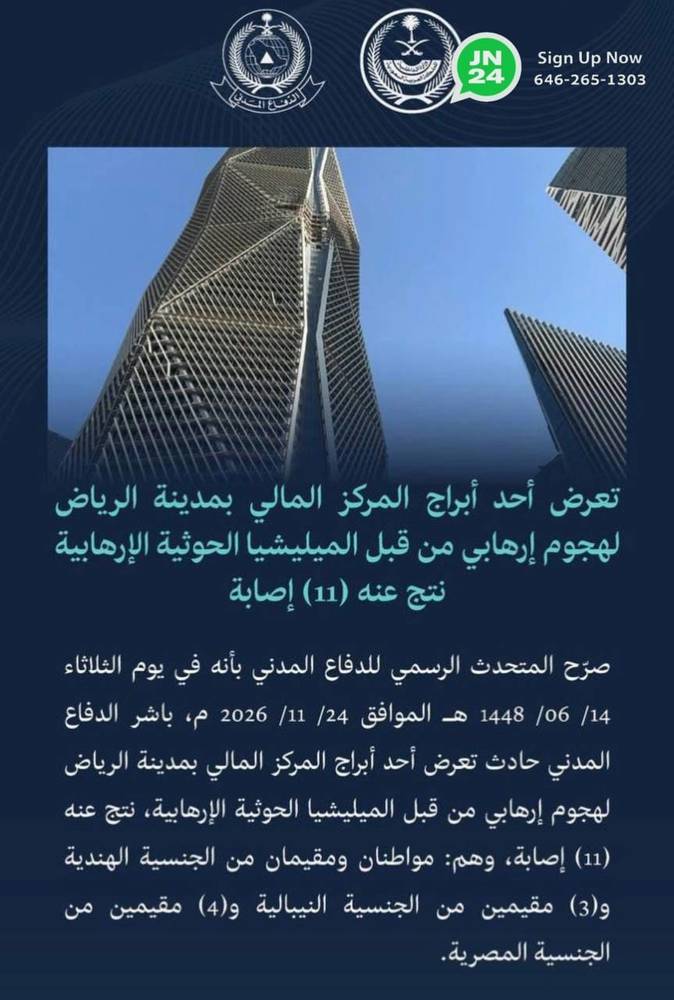 الدفاع المدني
JN
24
Sign Up Now
646-265-1303
تعرض أحد أبراج المركز المالي بمدينة الرياض
لهجوم إرهابي من قبل الميليشيا الحوثية الإرهابية
نتج عنه (11) إصابة
صرّح المتحدث الرسمي للدفاع المدني بأنه في يوم الثلاثاء
14/ 06/ 1448 هـ الموافق 24/ 11/ 2026 م، باشر الدفاع
المدني حادث تعرض أحد أبراج المركز المالي بمدينة الرياض
لهجوم إرهابي من قبل الميليشيا الحوثية الإرهابية، نتج عنه
(11) إصابة، وهم: مواطنان ومقيمان من الجنسية الهندية
و(3) مقيمين من الجنسية النيبالية و(4) مقيمين من
الجنسية المصرية.